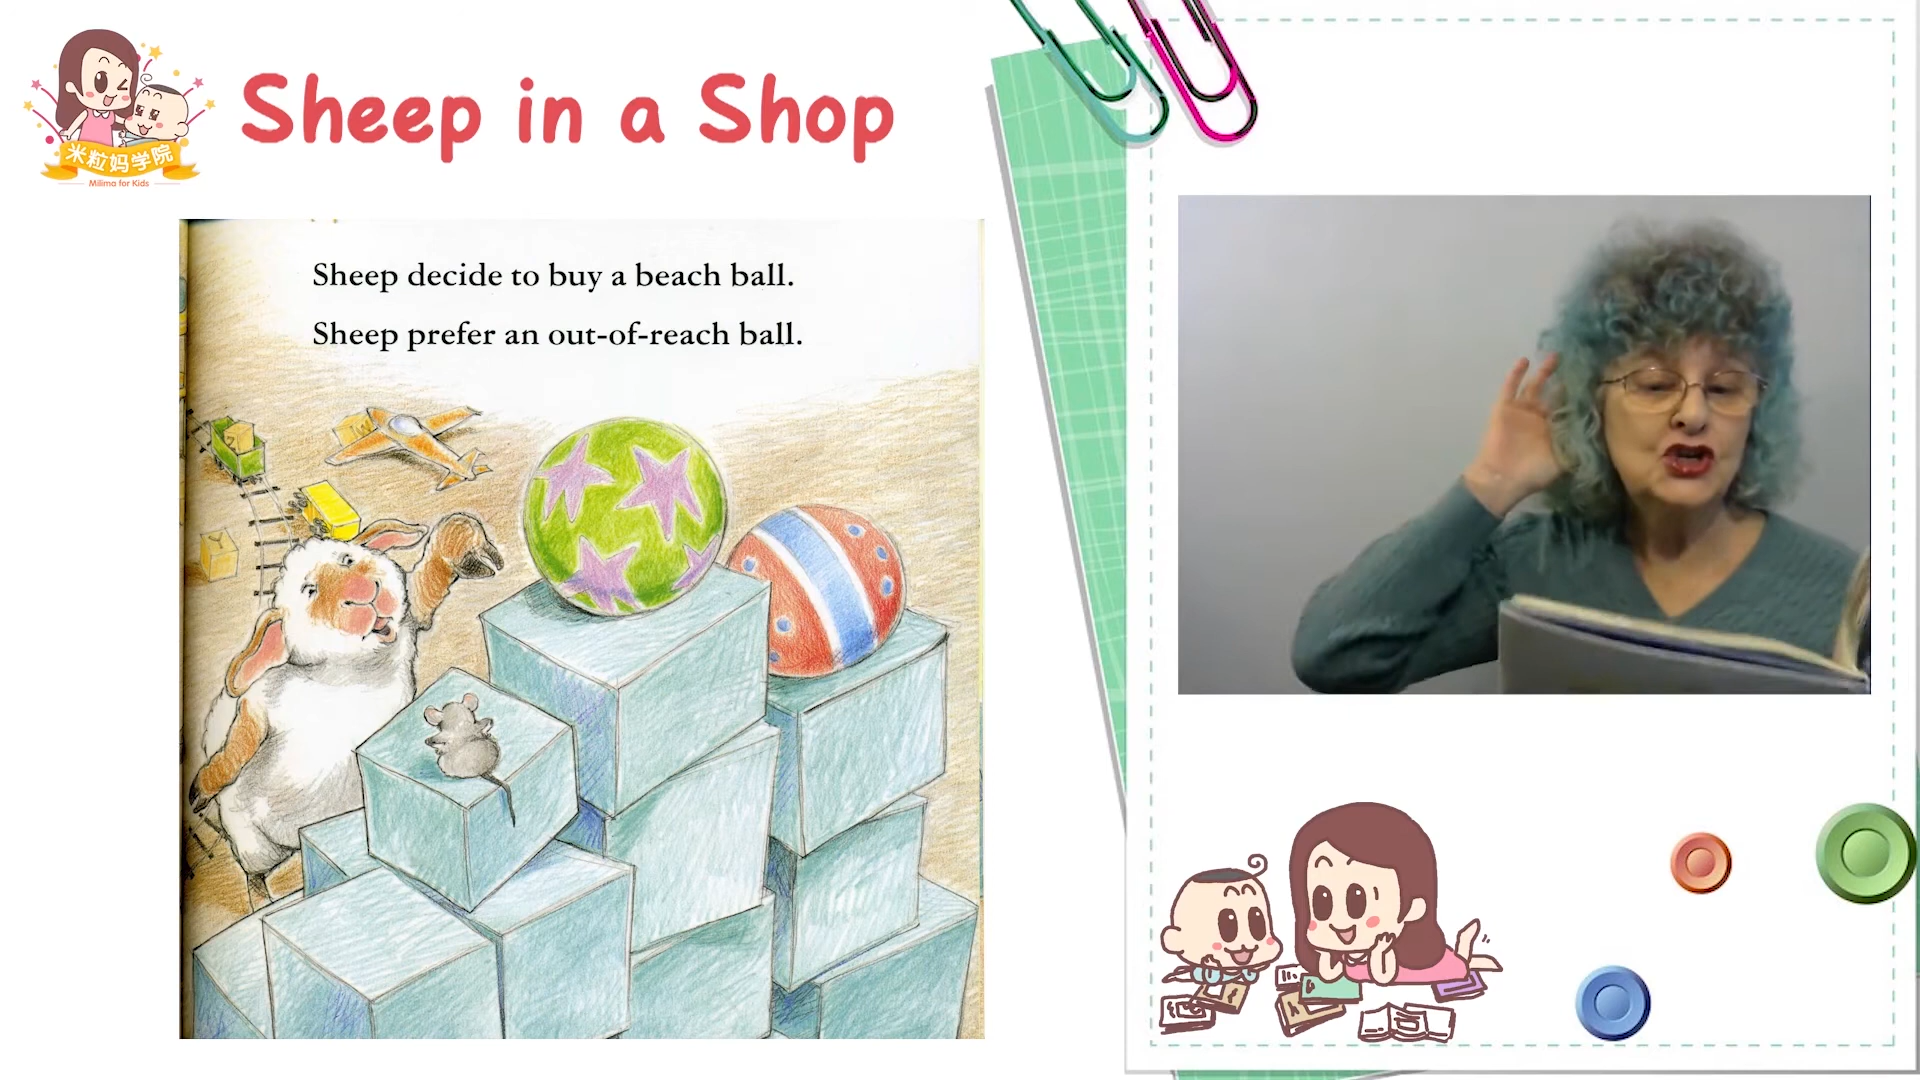 米粒妈学院
Milima for Kids
Sheep in a Shop
Sheep decide to buy a beach ball.
Sheep prefer an out-of-reach ball.